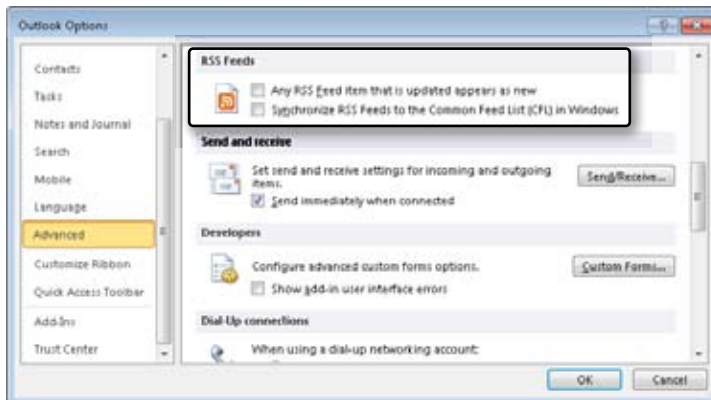 Outlook Options
Contacts
Tasks
Notes and Journal
Search
Mobile
Language
Advanced
Customize Ribbon
Quick Access Toolbar
Add-Ins
Trust Center
RSS Feeds
Any RSS Feed item that is updated appears as new
Synchronize RSS Feeds to the Common Feed List (CFL) in Windows
Send and receive
Set send and receive settings for incoming and outgoing
items.
Send/Receive...
Send immediately when connected
Developers
Configure advanced custom forms options.
Custom Forms...
Show add-in user interface errors
Dial-Up connections
When using a dial-up networking account:
OK
Cancel